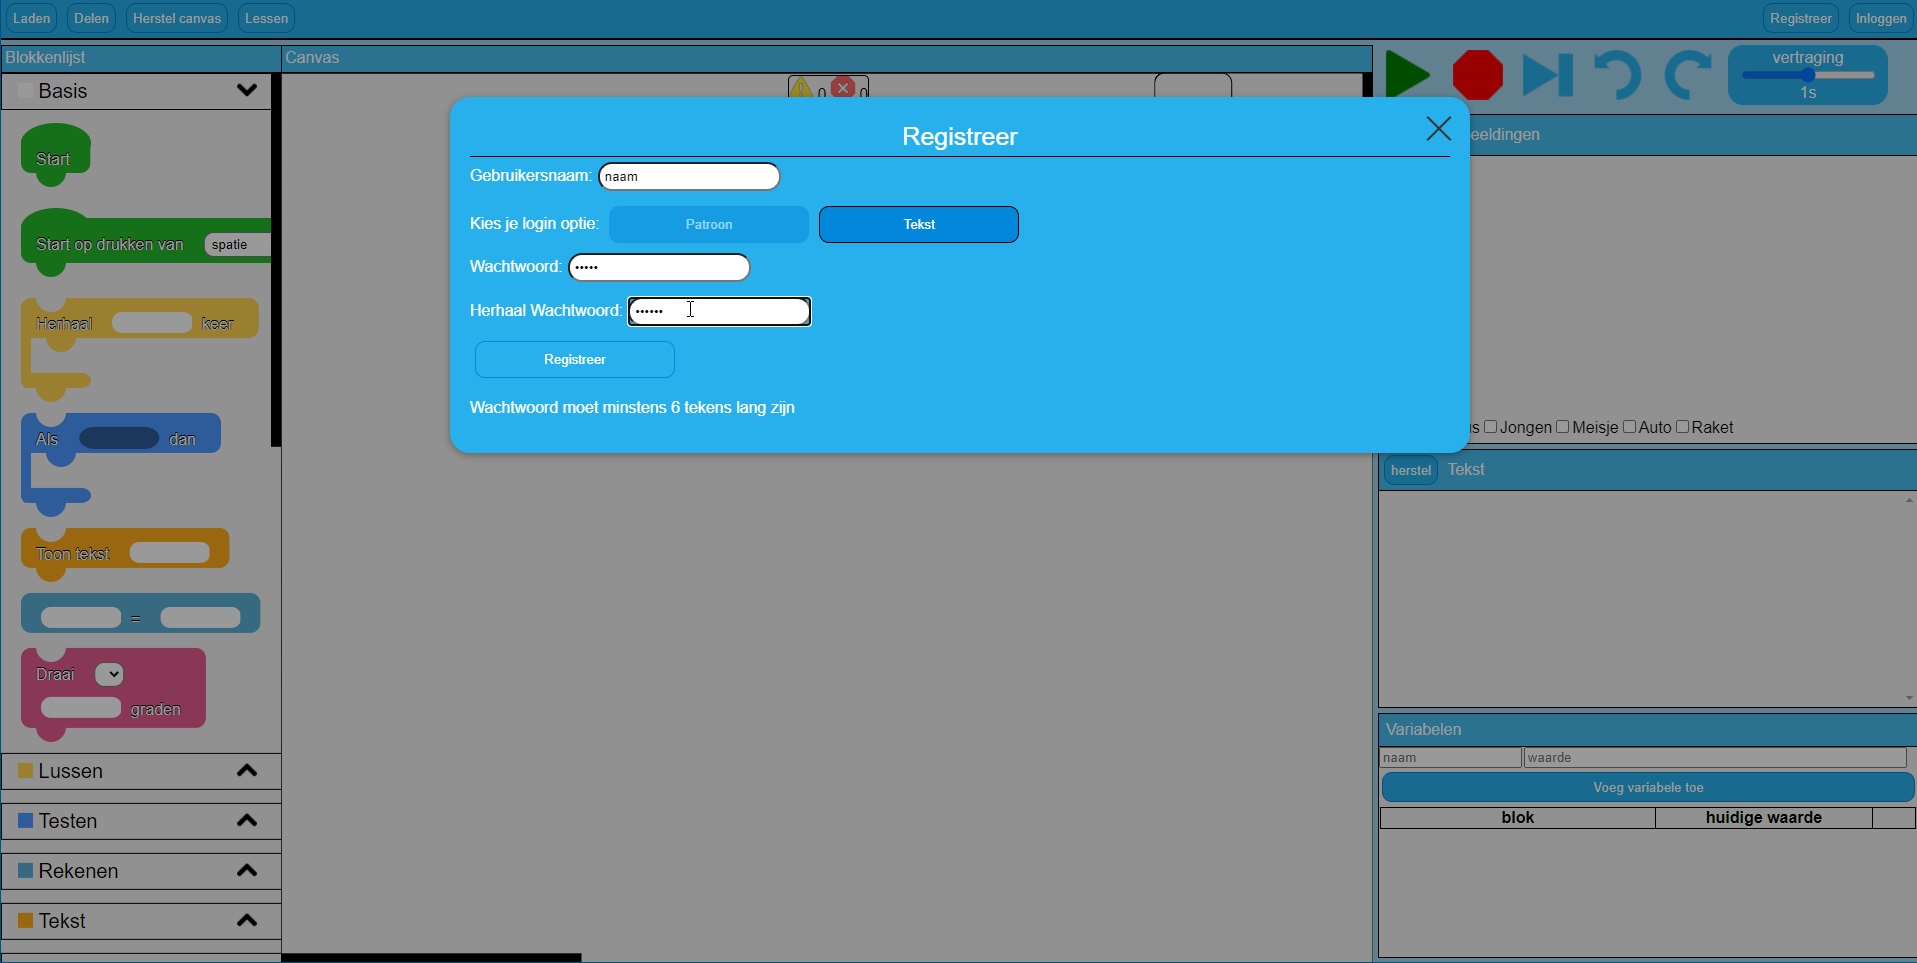 Laden Delen Herstel canvas Lessen Registreer Inloggen
Blokkenlijst
Canvas
Basis
Start
Start op drukken van spatie
Herhaal keer
Als dan
Toon tekst
=
Draai
graden
Lussen
Testen
Rekenen
Tekst
0 0
vertraging
1s
Registreer
Gebruikersnaam: naam
Kies je login optie: Patroon Tekst
Wachtwoord: •••••
Herhaal Wachtwoord: ••••••
Registreer
Wachtwoord moet minstens 6 tekens lang zijn
eeldingen
s Jongen Meisje Auto Raket
herstel Tekst
Variabelen
naam waarde
Voeg variabele toe
blok huidige waarde